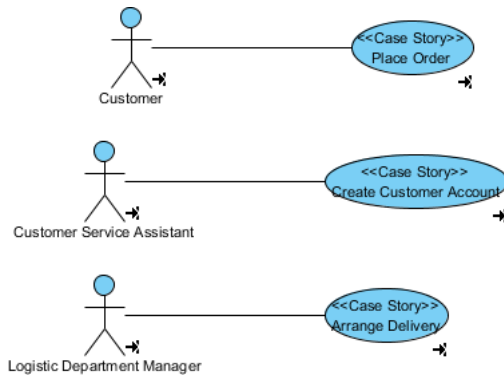 <<Case Story>>
Place Order
Customer
<<Case Story>>
Create Customer Account
Customer Service Assistant
<<Case Story>>
Arrange Delivery
Logistic Department Manager